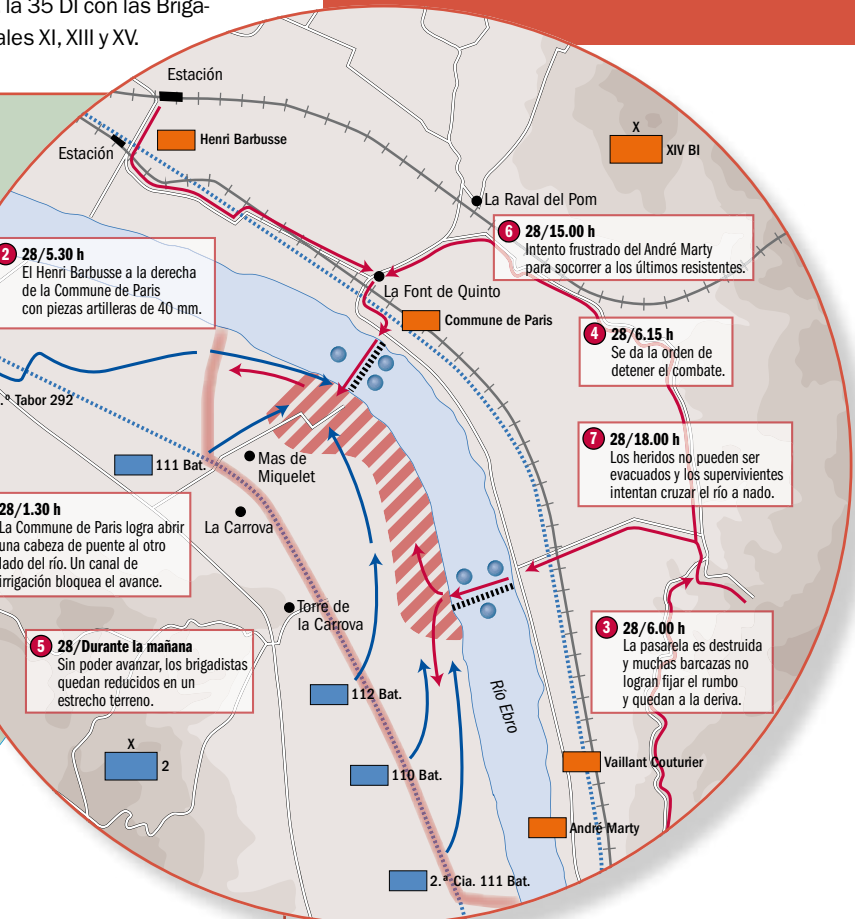 la 35 DI con las Briga-
ales XI, XIII y XV.
Estación
Estación
Henri Barbusse
X
XIV BI
La Raval del Pom
6 28/15.00 h
Intento frustrado del André Marty
para socorrer a los últimos resistentes.
2 28/5.30 h
El Henri Barbusse a la derecha
de la Commune de Paris
con piezas artilleras de 40 mm.
La Font de Quinto
Commune de Paris
4 28/6.15 h
Se da la orden de
detener el combate.
.º Tabor 292
7 28/18.00 h
Los heridos no pueden ser
evacuados y los supervivientes
intentan cruzar el río a nado.
111 Bat.
Mas de
Miquelet
28/1.30 h
La Commune de Paris logra abrir
una cabeza de puente al otro
lado del río. Un canal de
irrigación bloquea el avance.
La Carrova
Torre de
la Carrova
3 28/6.00 h
La pasarela es destruida
y muchas barcazas no
logran fijar el rumbo
y quedan a la deriva.
5 28/Durante la mañana
Sin poder avanzar, los brigadistas
quedan reducidos en un
estrecho terreno.
112 Bat.
Río Ebro
X
2
110 Bat.
Vaillant Couturier
André Marty
2.ª Cia. 111 Bat.